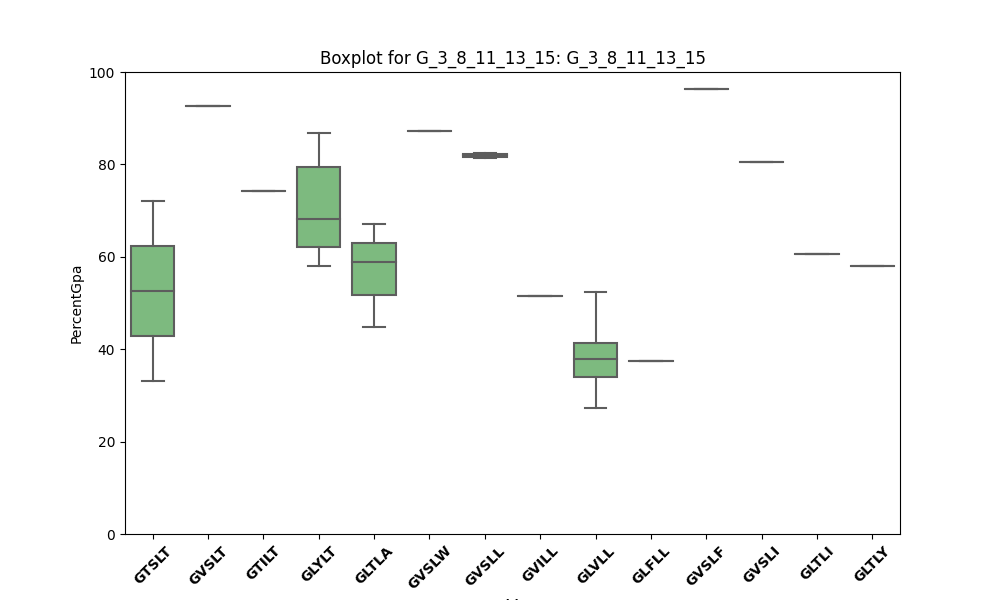 Boxplot for G_3_8_11_13_15: G_3_8_11_13_15
PercentGpa
100
80
60
40
20
0
GTSLT
GVSLT
GTILT
GLYLT
GLTLA
GVSLW
GVSLL
GVILL
GLVLL
GLFLL
GVSLF
GVSLI
GLTLI
GLTLY